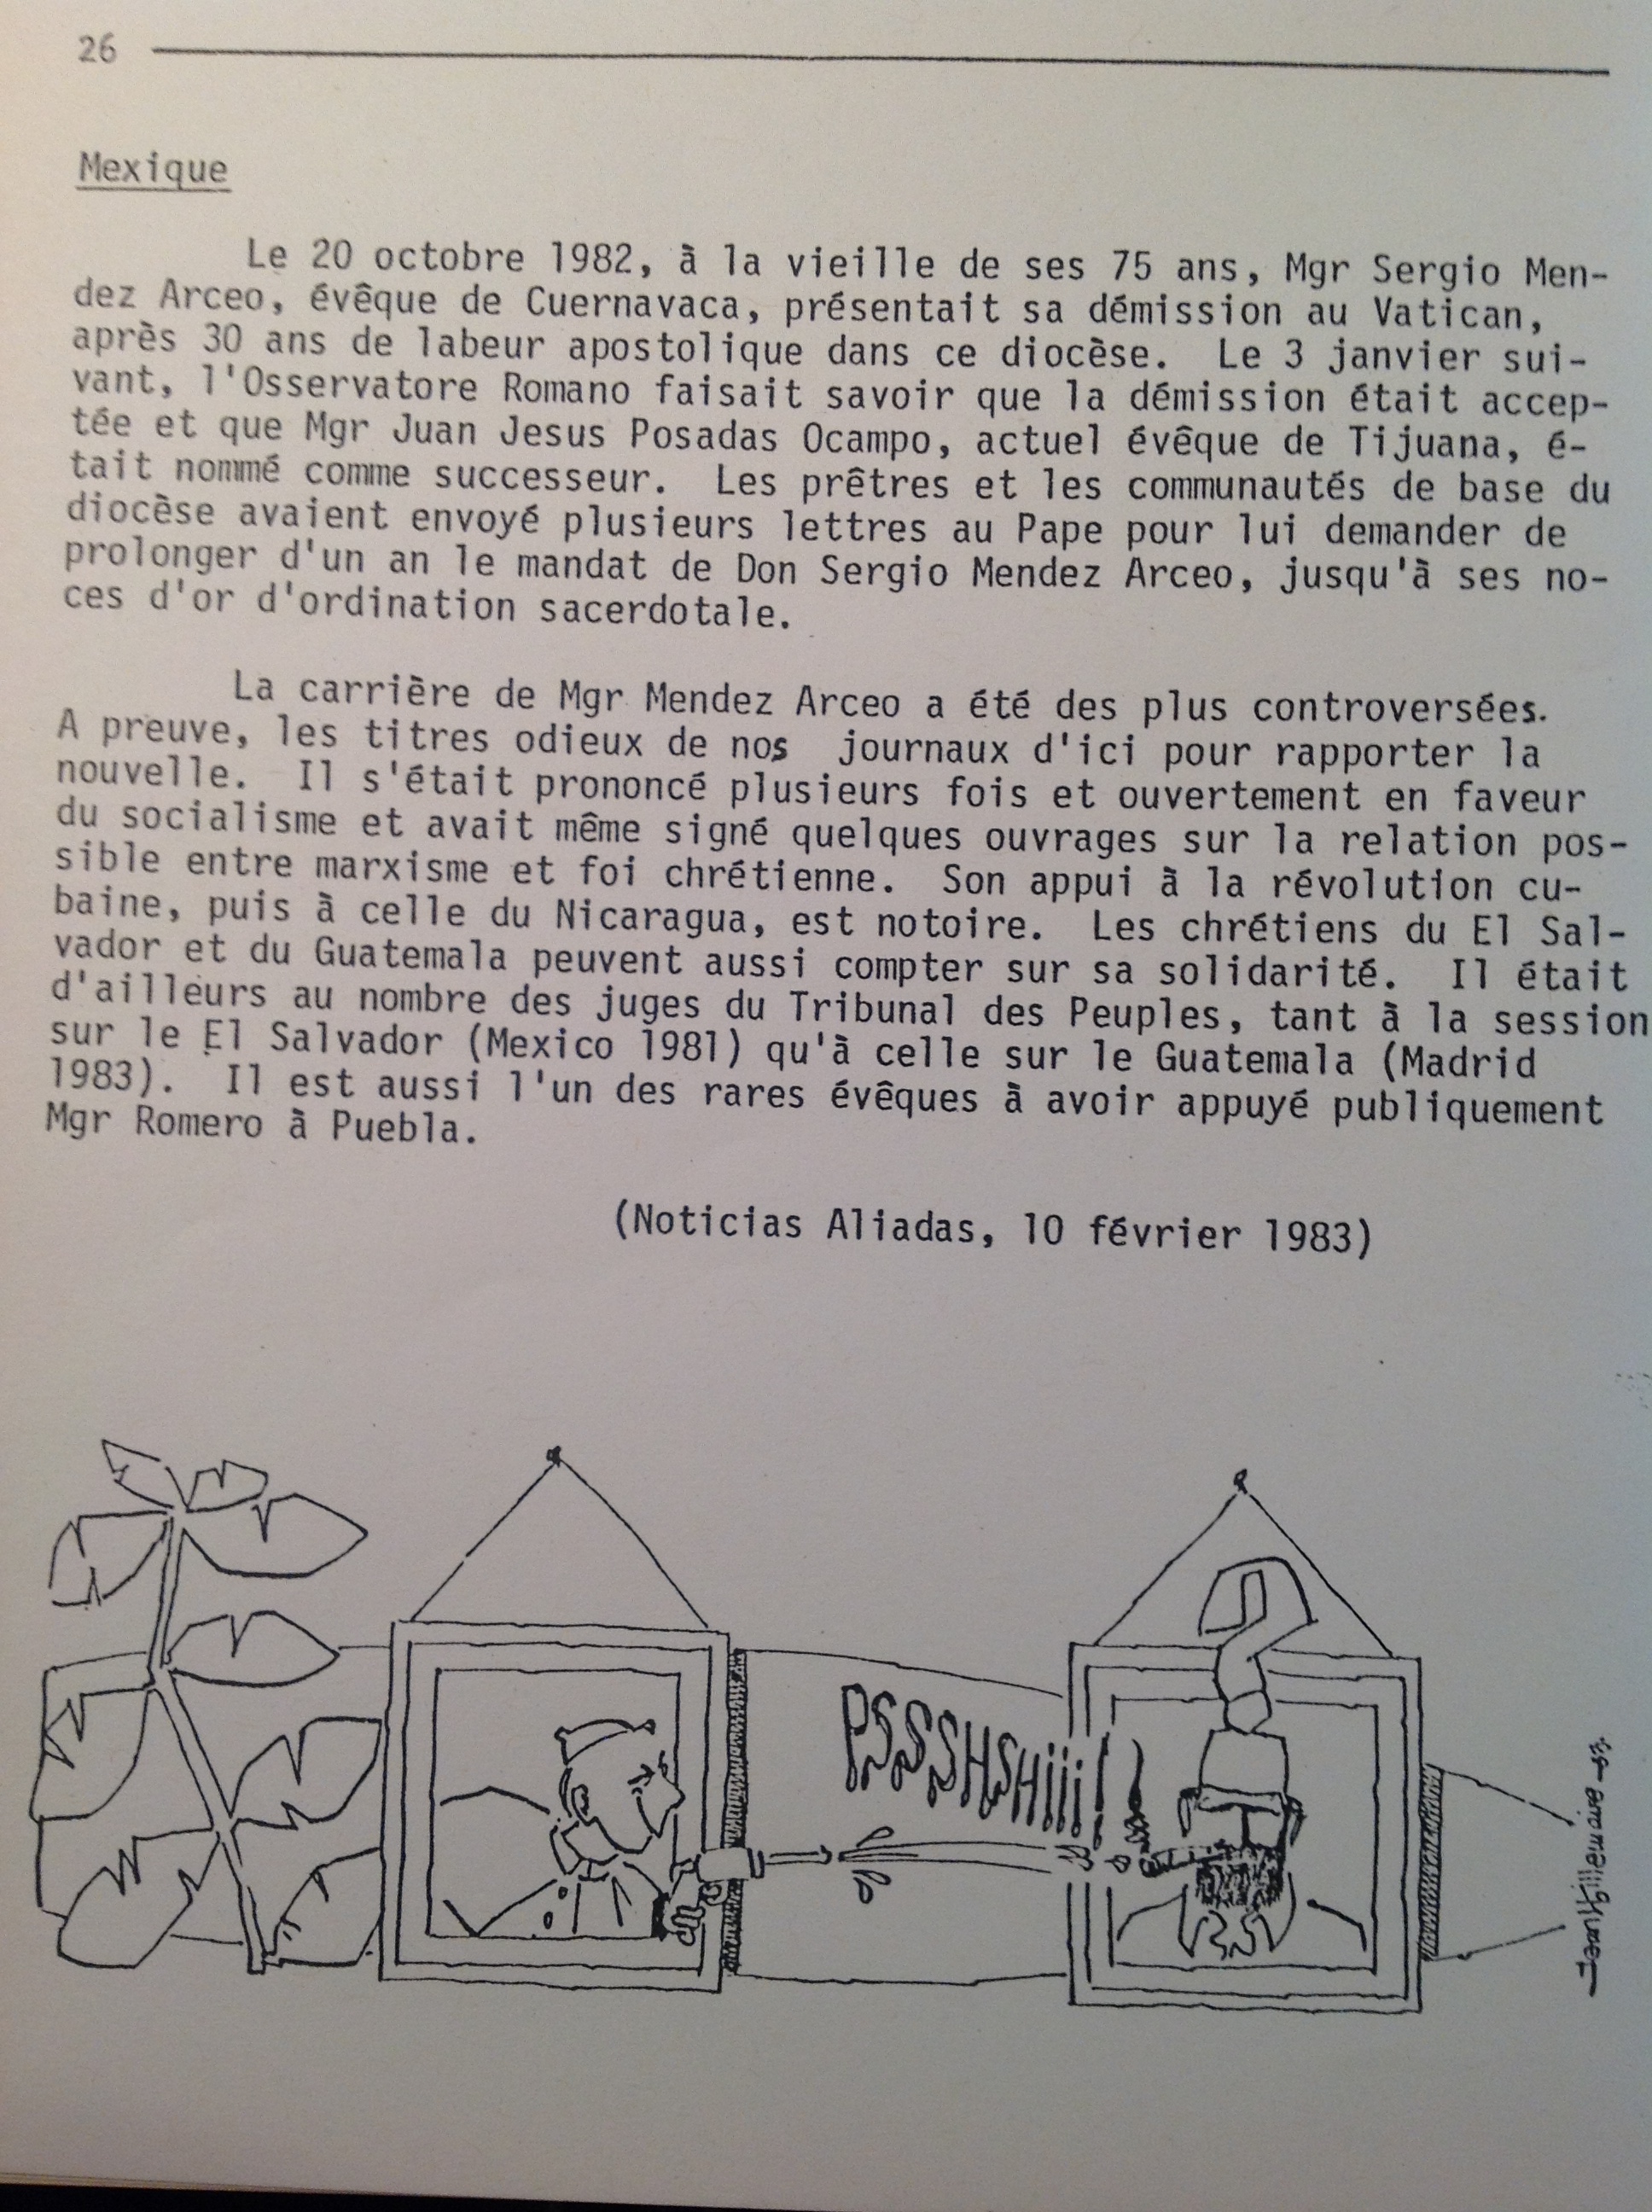 26
Mexique
Le 20 octobre 1982, à la vieille de ses 75 ans, Mgr Sergio Men-
dez Arceo, évêque de Cuernavaca, présentait sa démission au Vatican,
après 30 ans de labeur apostolique dans ce diocèse. Le 3 janvier sui-
vant, l'Osservatore Romano faisait savoir que la démission était accep-
tée et que Mgr Juan Jesus Posadas Ocampo, actuel évêque de Tijuana, é-
tait nommé comme successeur. Les prêtres et les communautés de base du
diocèse avaient envoyé plusieurs lettres au Pape pour lui demander de
prolonger d'un an le mandat de Don Sergio Mendez Arceo, jusqu'à ses no-
ces d'or d'ordination sacerdotale.
La carrière de Mgr Mendez Arceo a été des plus controversées.
A preuve, les titres odieux de nos journaux d'ici pour rapporter la
nouvelle. Il s'était prononcé plusieurs fois et ouvertement en faveur
du socialisme et avait même signé quelques ouvrages sur la relation pos-
sible entre marxisme et foi chrétienne. Son appui à la révolution cu-
baine, puis à celle du Nicaragua, est notoire. Les chrétiens du El Sal-
vador et du Guatemala peuvent aussi compter sur sa solidarité. Il était
d'ailleurs au nombre des juges du Tribunal des Peuples, tant à la session
sur le El Salvador (Mexico 1981) qu'à celle sur le Guatemala (Madrid
1983). Il est aussi l'un des rares évêques à avoir appuyé publiquement
Mgr Romero à Puebla.
(Noticias Aliadas, 10 février 1983)
PSSSHSHiii!